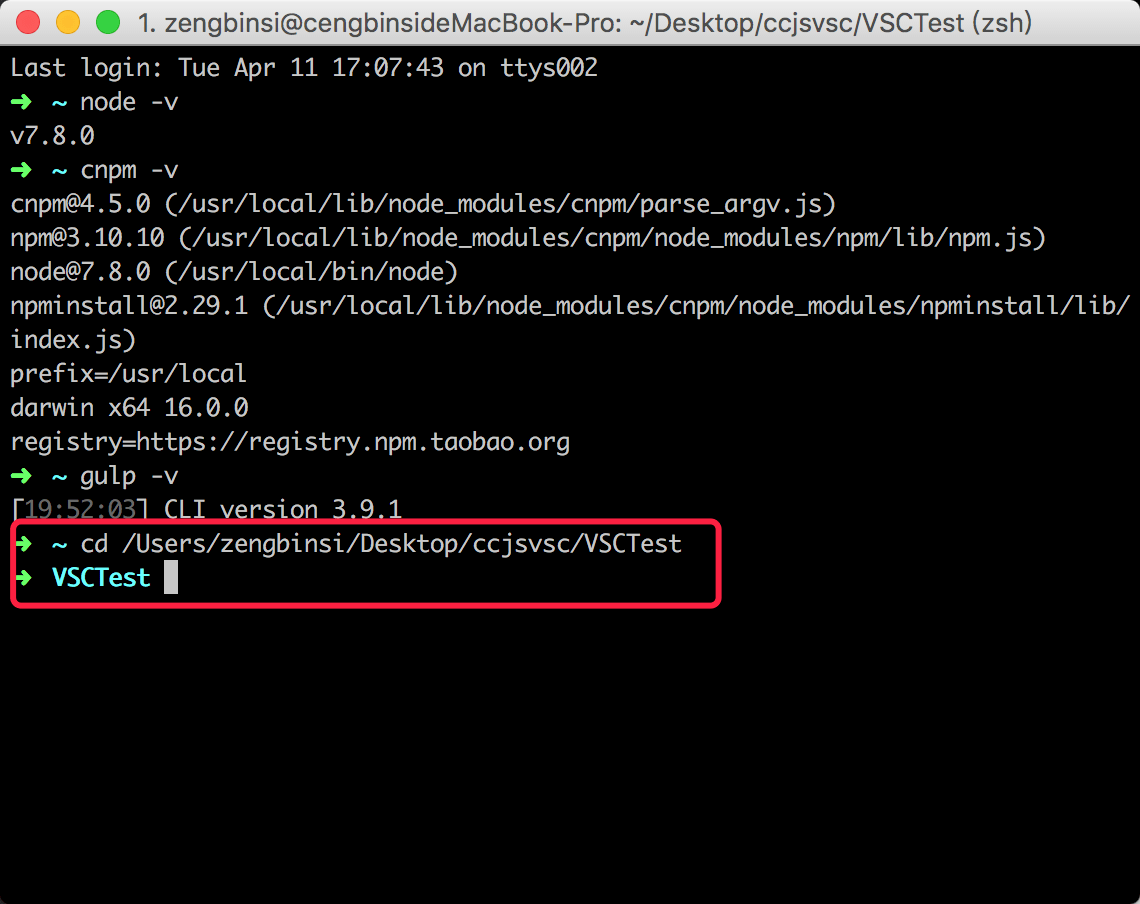 1. zengbinsi@cengbinsideMacBook-Pro: ~/Desktop/ccjsvsc/VSCTest (zsh)
Last login: Tue Apr 11 17:07:43 on ttys002
➜ ~ node -v
v7.8.0
➜ ~ cnpm -v
cnpm@4.5.0 (/usr/local/lib/node_modules/cnpm/parse_argv.js)
npm@3.10.10 (/usr/local/lib/node_modules/cnpm/node_modules/npm/lib/npm.js)
node@7.8.0 (/usr/local/bin/node)
npminstall@2.29.1 (/usr/local/lib/node_modules/cnpm/node_modules/npminstall/lib/
index.js)
prefix=/usr/local
darwin x64 16.0.0
registry=https://registry.npm.taobao.org
➜ ~ gulp -v
[19:52:03] CLI version 3.9.1
➜ ~ cd /Users/zengbinsi/Desktop/ccjsvsc/VSCTest
➜ VSCTest